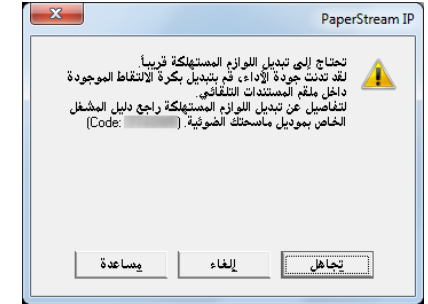 PaperStream IP
تحتاج إلى تبديل اللوازم المستهلكة قريباً.
لقد تدنت جودة الأداء، قم بتبديل بكرة الالتقاط الموجودة
داخل ملقم المستندات التلقائي.
لتفاصيل عن تبديل اللوازم المستهلكة راجع دليل المشغل
الخاص بموديل ماسحتك الضوئية. (Code: )
تجاهل
إلغاء
مساعدة